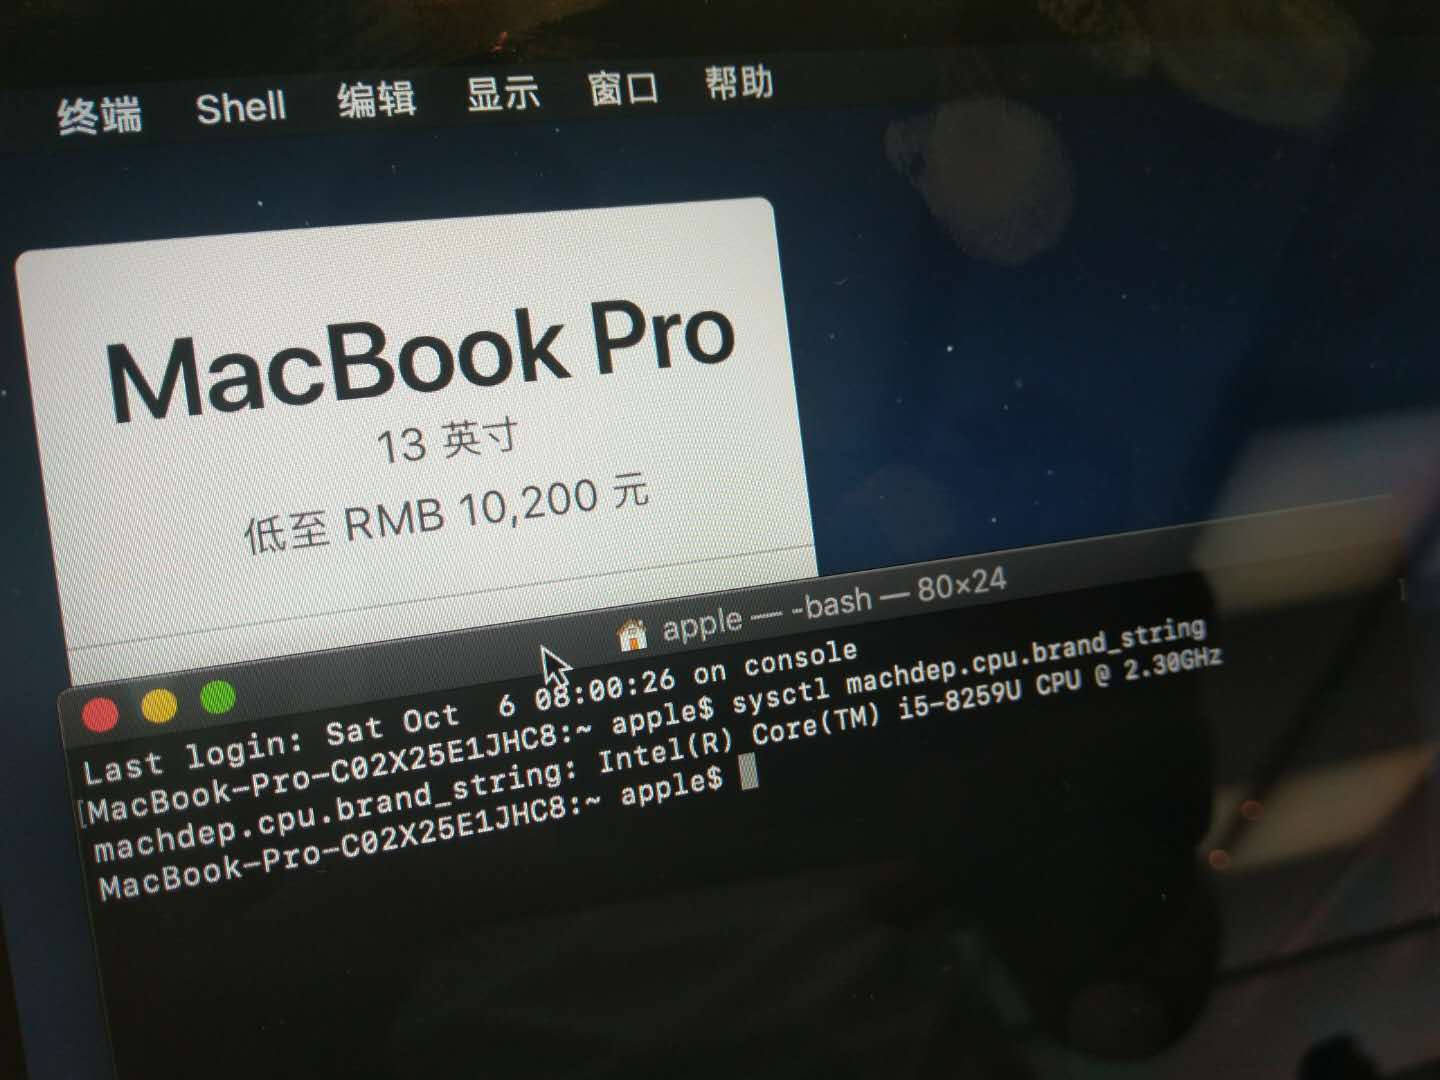 终端 Shell 编辑 显示 窗口 帮助
MacBook Pro
13 英寸
低至 RMB 10,200 元
apple — -bash — 80×24
Last login: Sat Oct  6 08:00:26 on console
[MacBook-Pro-C02X25E1JHC8:~ apple$ sysctl machdep.cpu.brand_string
machdep.cpu.brand_string: Intel(R) Core(TM) i5-8259U CPU @ 2.30GHz
MacBook-Pro-C02X25E1JHC8:~ apple$